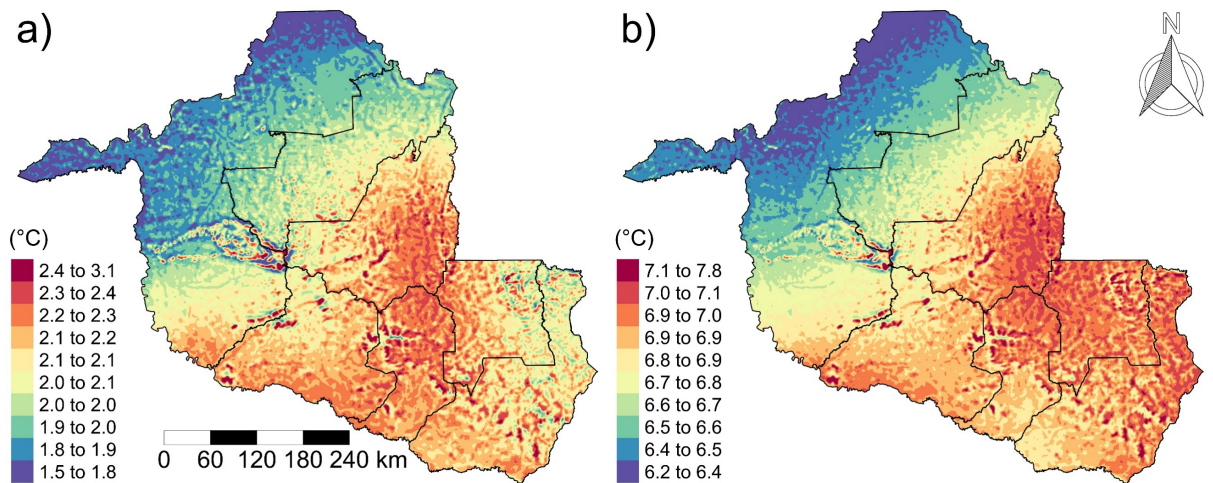 a)
b)
N
(°C)
2.4 to 3.1
2.3 to 2.4
2.2 to 2.3
2.1 to 2.2
2.1 to 2.1
2.0 to 2.1
2.0 to 2.0
1.9 to 2.0
1.8 to 1.9
1.5 to 1.8
0 60 120 180 240 km
(°C)
7.1 to 7.8
7.0 to 7.1
6.9 to 7.0
6.9 to 6.9
6.8 to 6.9
6.7 to 6.8
6.6 to 6.7
6.5 to 6.6
6.4 to 6.5
6.2 to 6.4